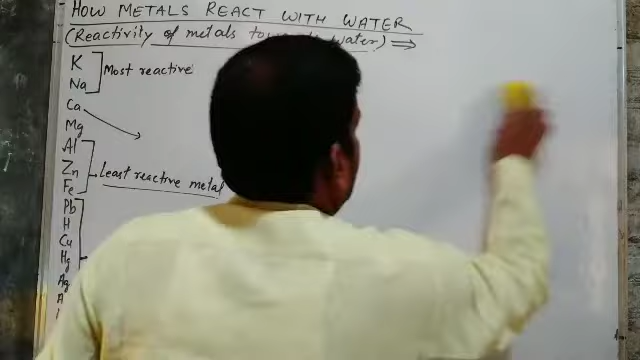 HOW METALS REACT WITH WATER
(Reactivity of metals water) ⇒
K
Na
Most reactive
Ca
Mg
Al
Zn
Fe
Least reactive metal
Pb
H
Cu
Hg
Ag